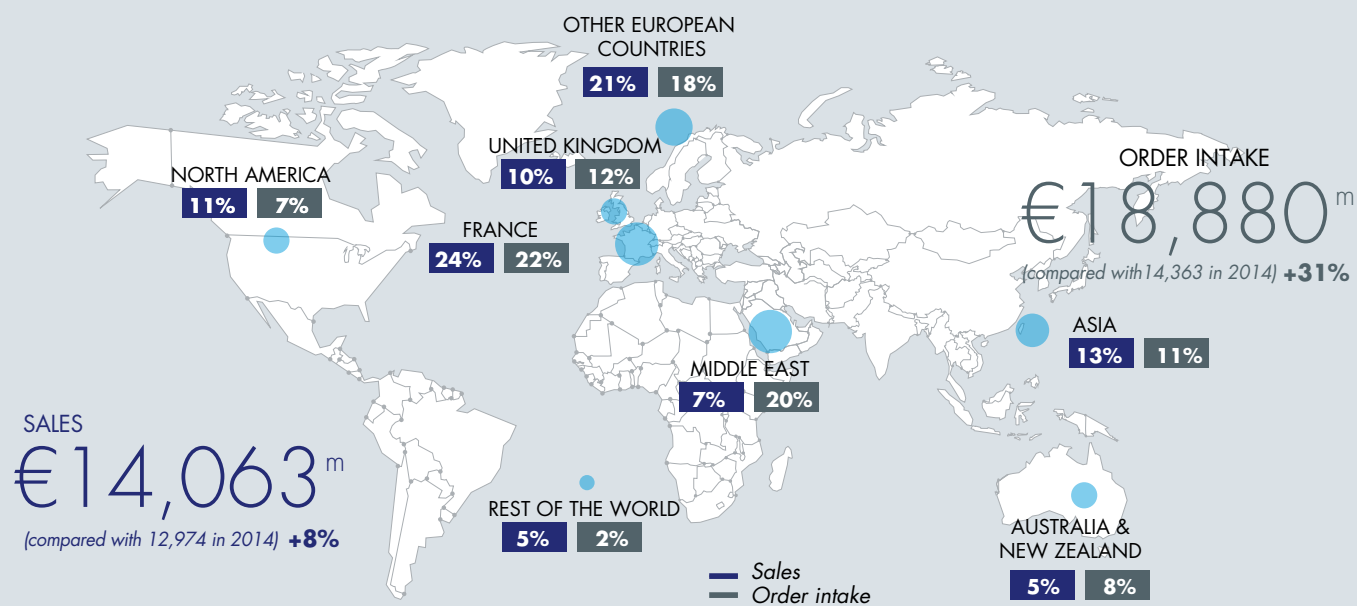 OTHER EUROPEAN
COUNTRIES
21% 18%
UNITED KINGDOM
10% 12%
NORTH AMERICA
11% 7%
FRANCE
24% 22%
ORDER INTAKE
€18,880 m
(compared with14,363 in 2014) +31%
ASIA
13% 11%
MIDDLE EAST
7% 20%
SALES
€14,063 m
(compared with 12,974 in 2014) +8%
REST OF THE WORLD
5% 2%
AUSTRALIA &
NEW ZEALAND
5% 8%
Sales
Order intake